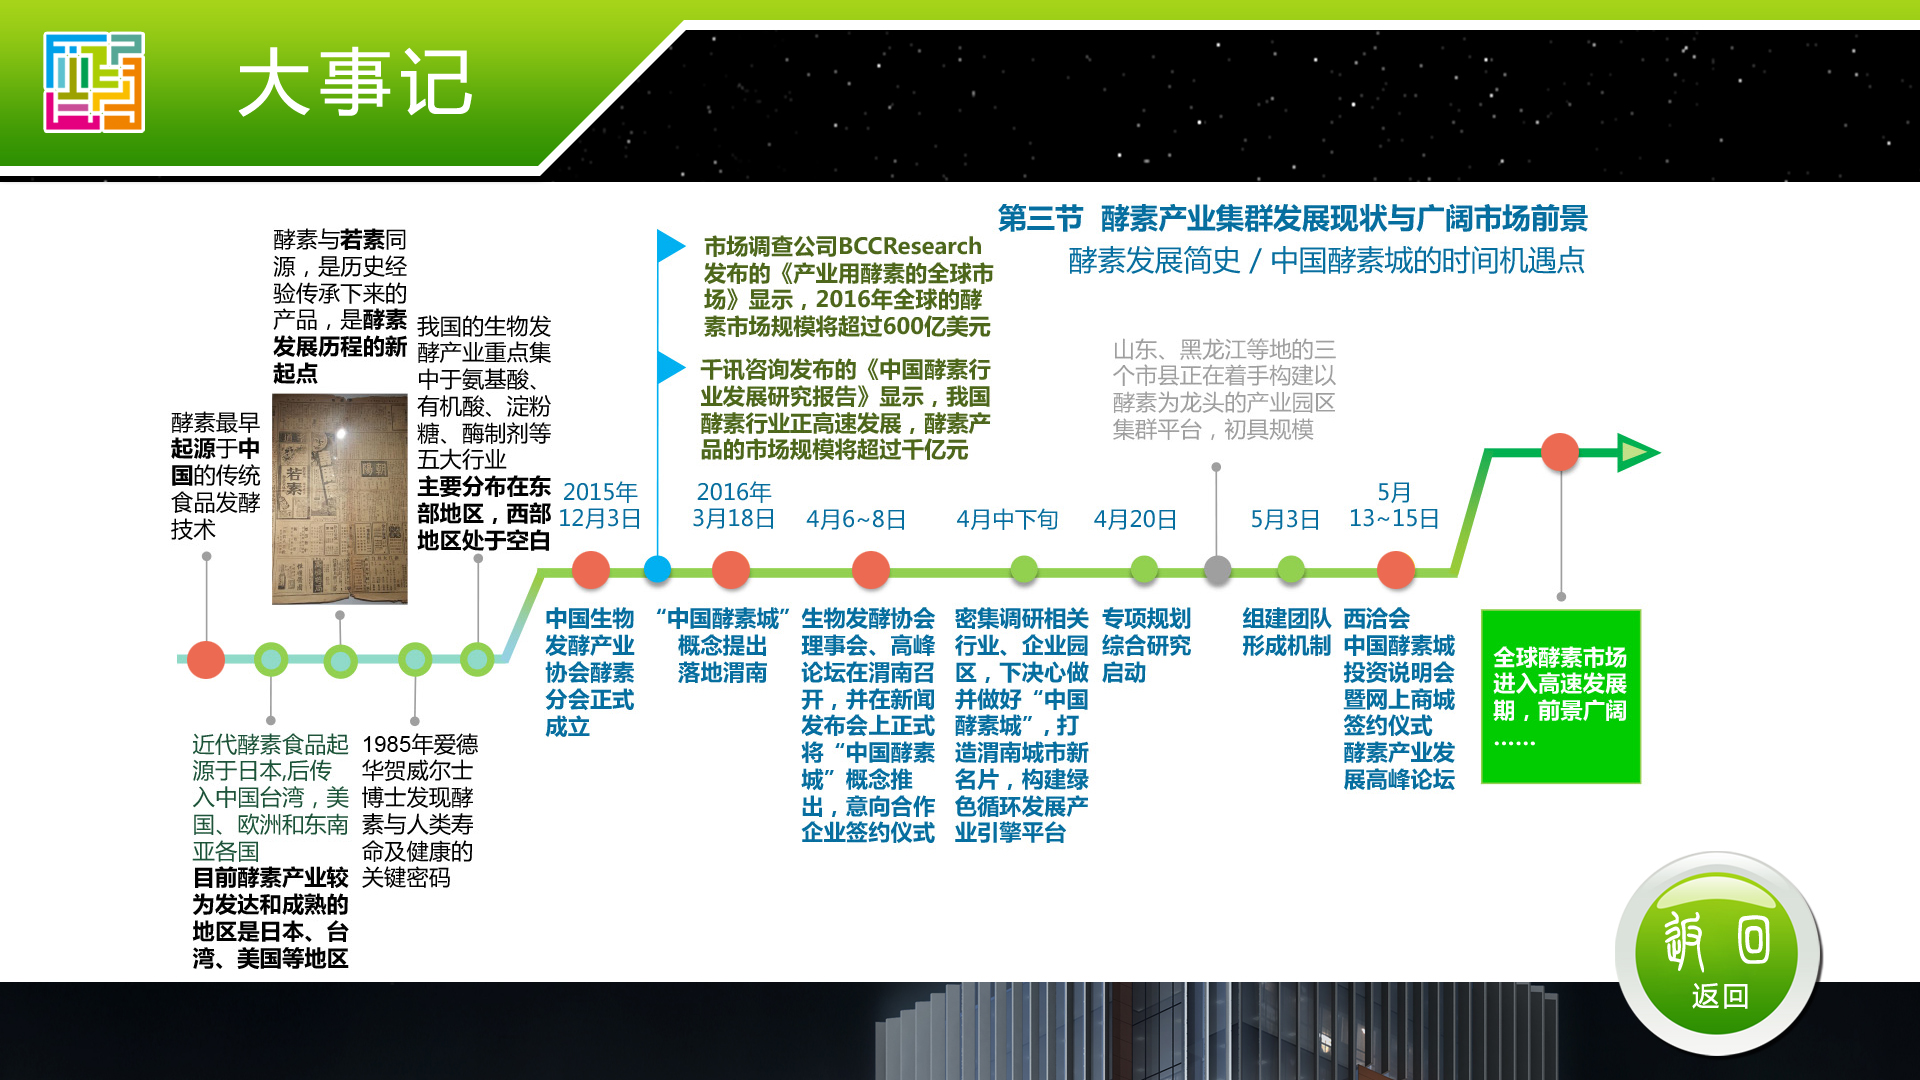 大事记
第三节 酵素产业集群发展现状与广阔市场前景
酵素发展简史 / 中国酵素城的时间机遇点
酵素最早
起源于中
国的传统
食品发酵
技术
酵素与若素同
源，是历史经
验传承下来的
产品，是酵素
发展历程的新
起点
若素
我国的生物发
酵产业重点集
中于氨基酸、
有机酸、淀粉
糖、酶制剂等
五大行业
主要分布在东
部地区，西部
地区处于空白
近代酵素食品起
源于日本,后传
入中国台湾，美
国、欧洲和东南
亚各国
目前酵素产业较
为发达和成熟的
地区是日本、台
湾、美国等地区
1985年爱德
华贺威尔士
博士发现酵
素与人类寿
命及健康的
关键密码
市场调查公司BCCResearch
发布的《产业用酵素的全球市
场》显示，2016年全球的酵
素市场规模将超过600亿美元
千讯咨询发布的《中国酵素行
业发展研究报告》显示，我国
酵素行业正高速发展，酵素产
品的市场规模将超过千亿元
山东、黑龙江等地的三
个市县正在着手构建以
酵素为龙头的产业园区
集群平台，初具规模
2015年
12月3日
中国生物
发酵产业
协会酵素
分会正式
成立
2016年
3月18日
“中国酵素城”
概念提出
落地渭南
4月6~8日
生物发酵协会
理事会、高峰
论坛在渭南召
开，并在新闻
发布会上正式
将“中国酵素
城”概念推
出，意向合作
企业签约仪式
4月中下旬
密集调研相关
行业、企业园
区，下决心做
并做好“中国
酵素城”,打
造渭南城市新
名片，构建绿
色循环发展产
业引擎平台
4月20日
专项规划
综合研究
启动
5月3日
组建团队
形成机制
5月
13~15日
西洽会
中国酵素城
投资说明会
暨网上商城
签约仪式
酵素产业发
展高峰论坛
全球酵素市场
进入高速发展
期，前景广阔
……
返回
返回